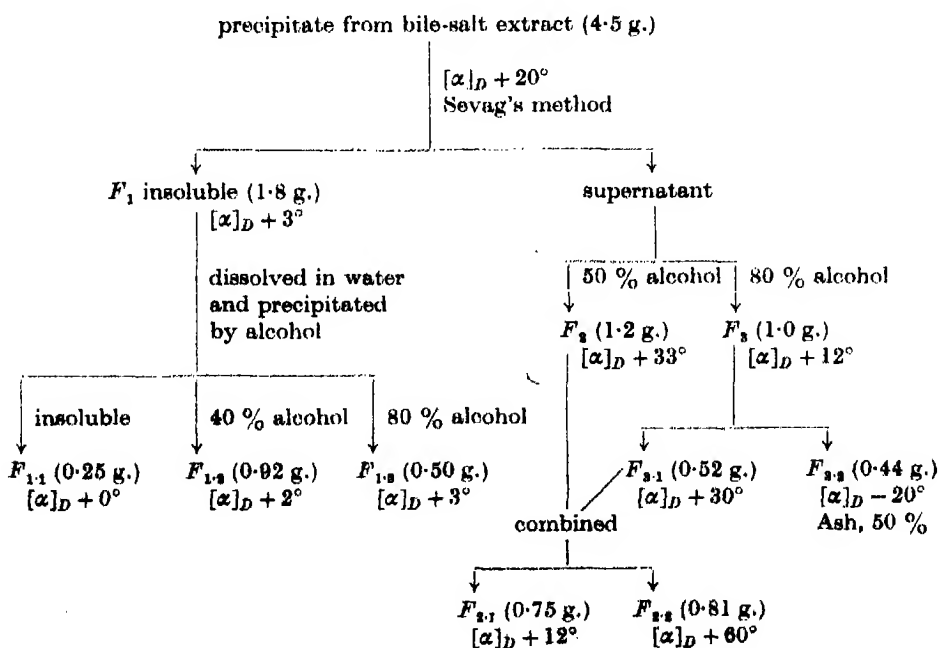 precipitate from bile-salt extract (4·5 g.)
[α]D + 20°
Sevag's method
F1 insoluble (1·8 g.)
[α]D + 3°
supernatant
dissolved in water
and precipitated
by alcohol
50 % alcohol
80 % alcohol
F2 (1·2 g.)
[α]D + 33°
F3 (1·0 g.)
[α]D + 12°
insoluble
40 % alcohol
80 % alcohol
F1·1 (0·25 g.)
[α]D + 0°
F1·2 (0·92 g.)
[α]D + 2°
F1·3 (0·50 g.)
[α]D + 3°
F3·1 (0·52 g.)
[α]D + 30°
F3·2 (0·44 g.)
[α]D − 20°
Ash, 50 %
combined
F2·1 (0·75 g.)
[α]D + 12°
F2·2 (0·81 g.)
[α]D + 60°